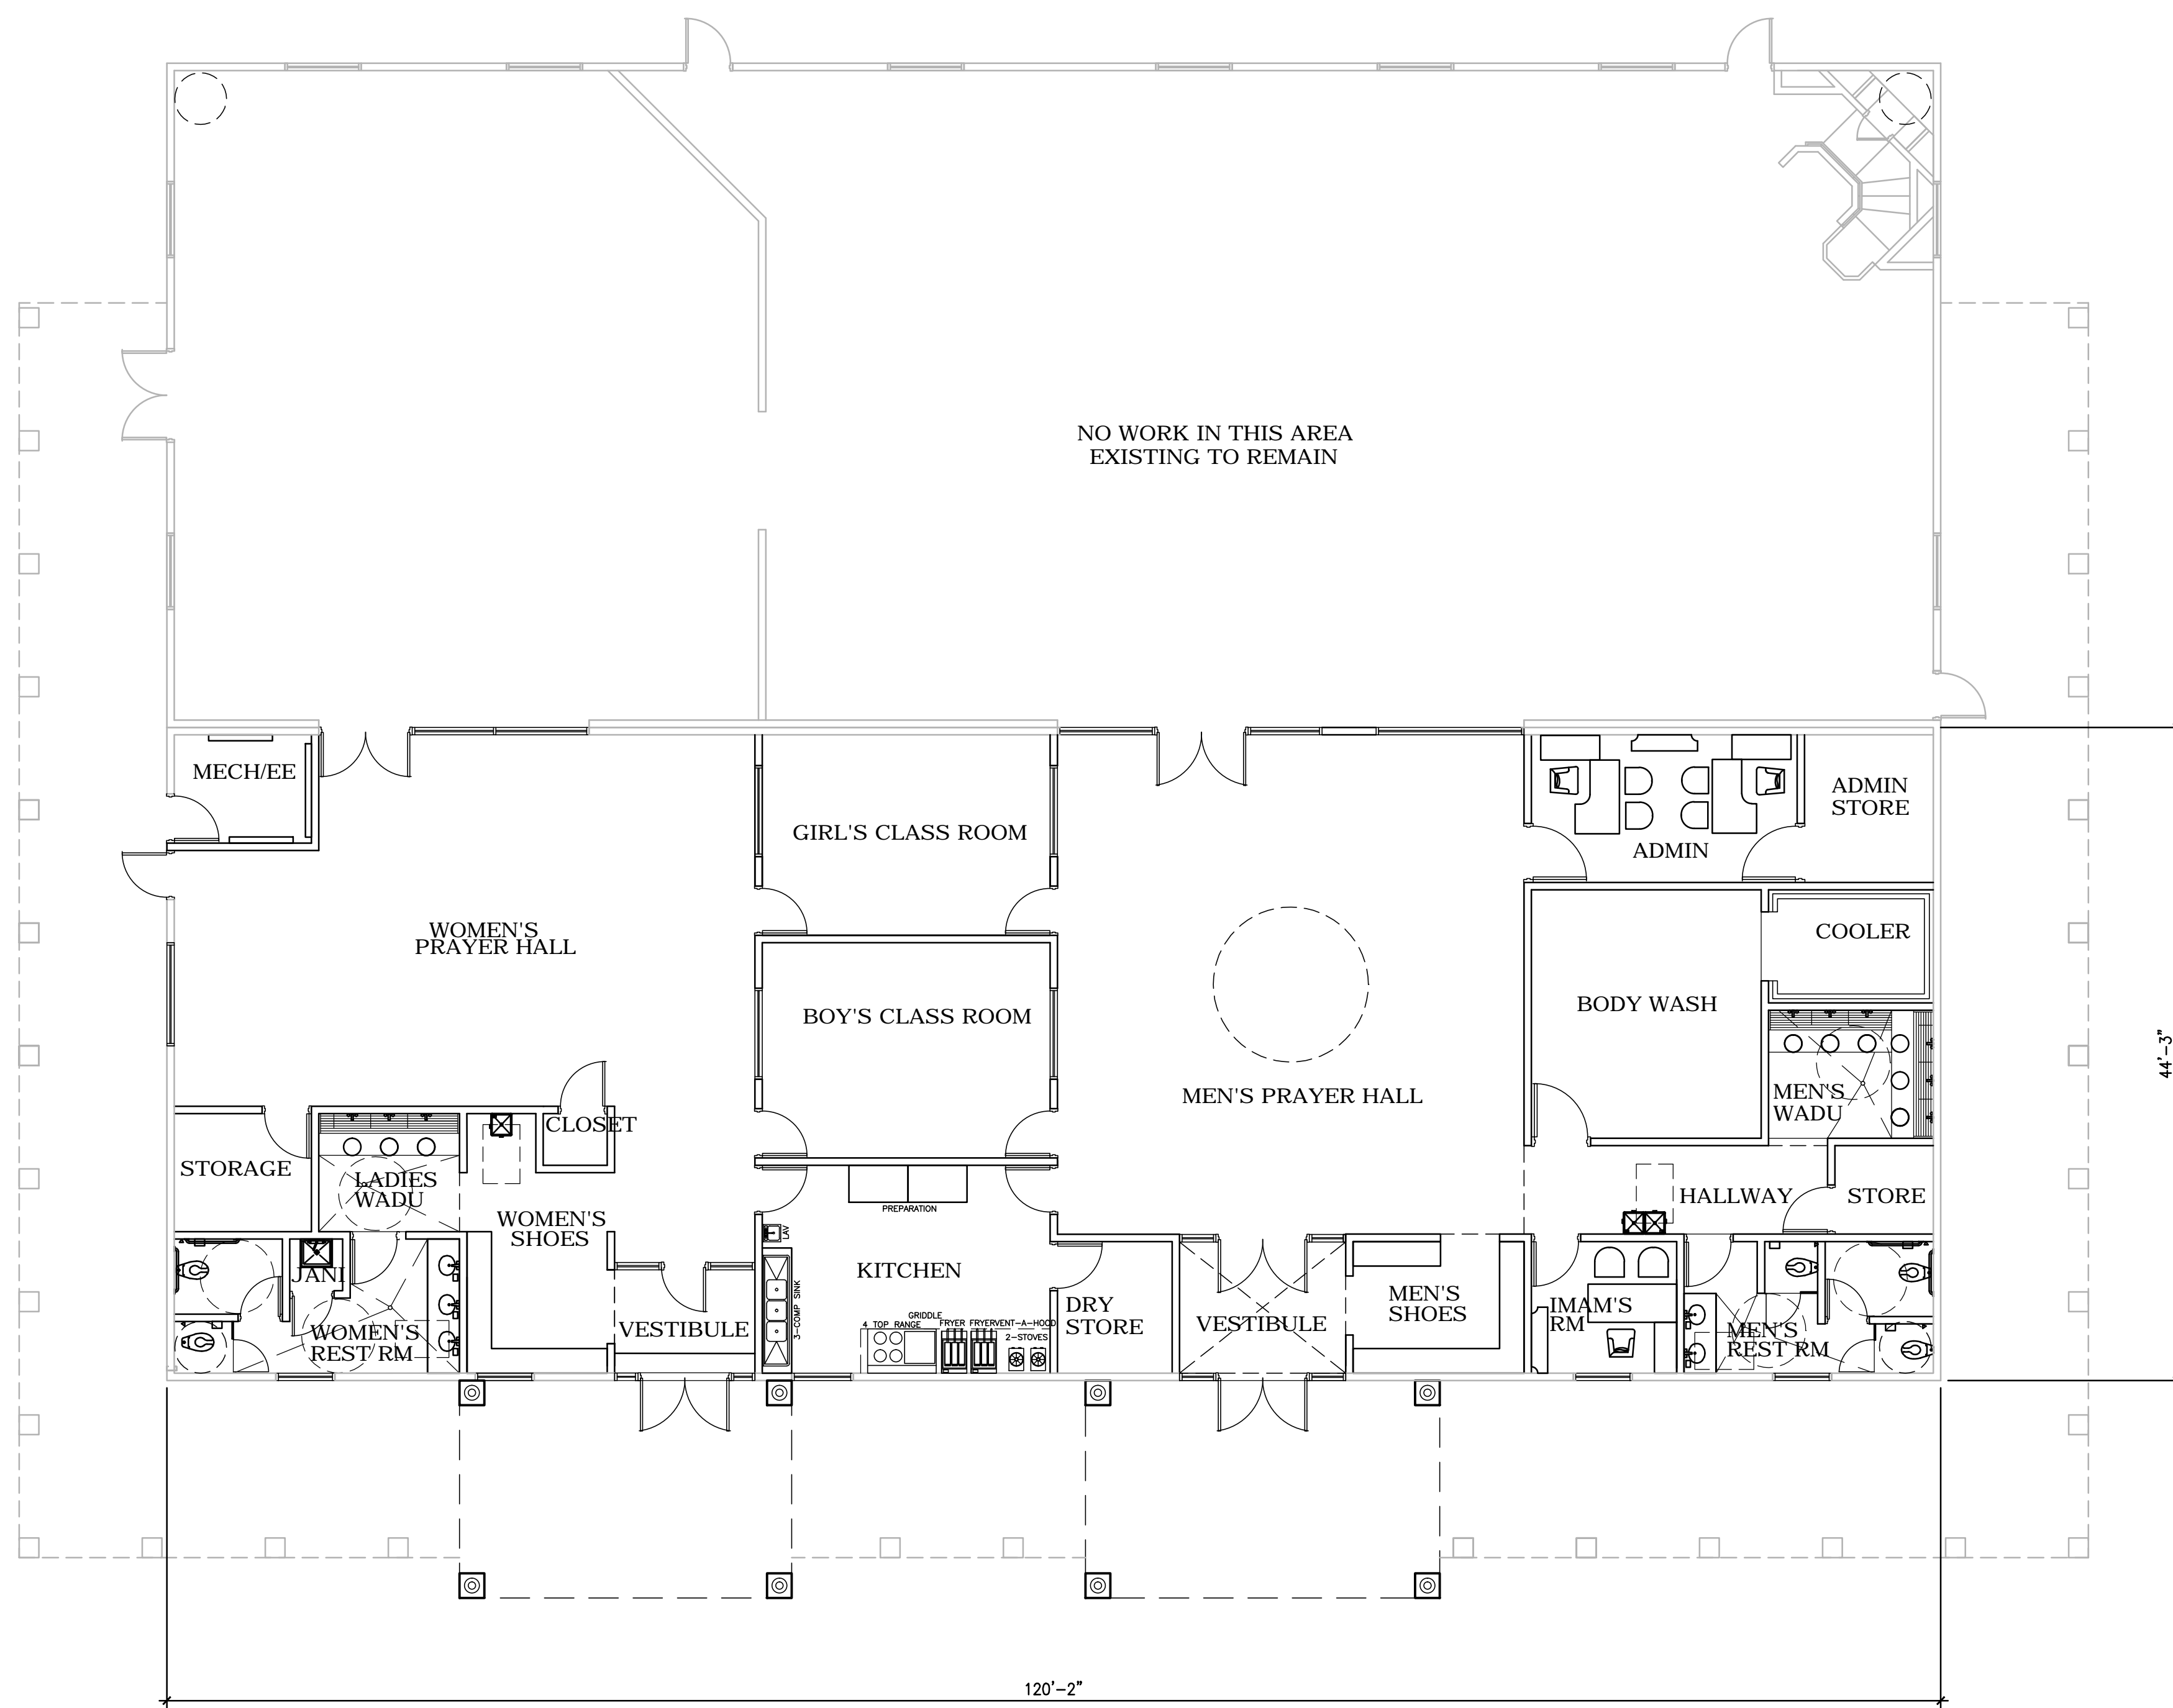 NO WORK IN THIS AREA
EXISTING TO REMAIN
MECH/EE
ADMIN
STORE
GIRL'S CLASS ROOM
ADMIN
WOMEN'S
PRAYER HALL
COOLER
BODY WASH
BOY'S CLASS ROOM
44'-3"
MEN'S PRAYER HALL
MEN'S
WADU
CLOSET
STORAGE
LADIES
WADU
HALLWAY
STORE
PREPARATION
WOMEN'S
SHOES
LAV
KITCHEN
JANI
3-COMP SINK
MEN'S
SHOES
DRY
STORE
IMAM'S
RM
GRIDDLE
4 TOP RANGE
FRYER
FRYER
VENT-A-HOOD
2-STOVES
VESTIBULE
VESTIBULE
WOMEN'S
REST RM
MEN'S
REST RM
120'-2"